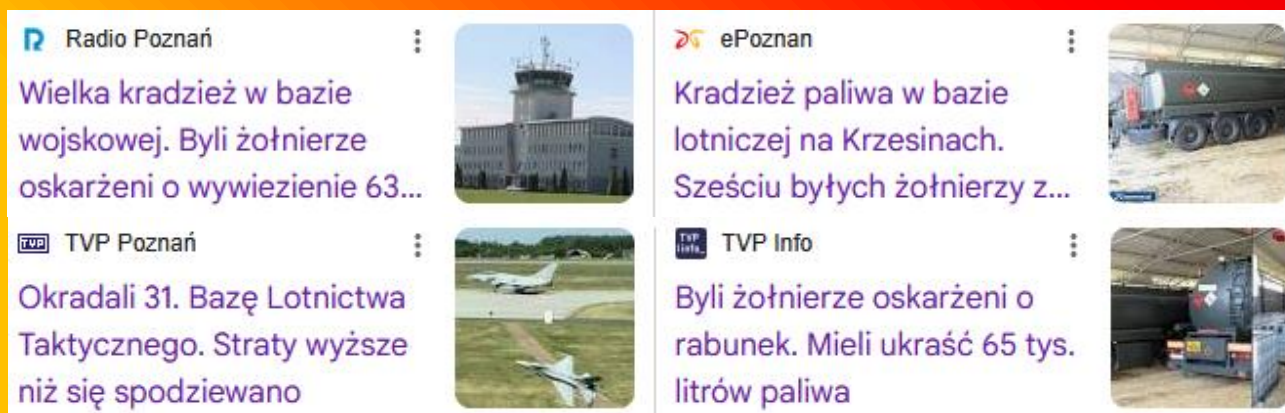 Radio Poznań
Wielka kradzież w bazie
wojskowej. Byli żołnierze
oskarżeni o wywiezienie 63...
ePoznan
Kradzież paliwa w bazie
lotniczej na Krzesinach.
Sześciu byłych żołnierzy z...
TVP Poznań
Okradali 31. Bazę Lotnictwa
Taktycznego. Straty wyższe
niż się spodziewano
TVP Info
Byli żołnierze oskarżeni o
rabunek. Mieli ukraść 65 tys.
litrów paliwa